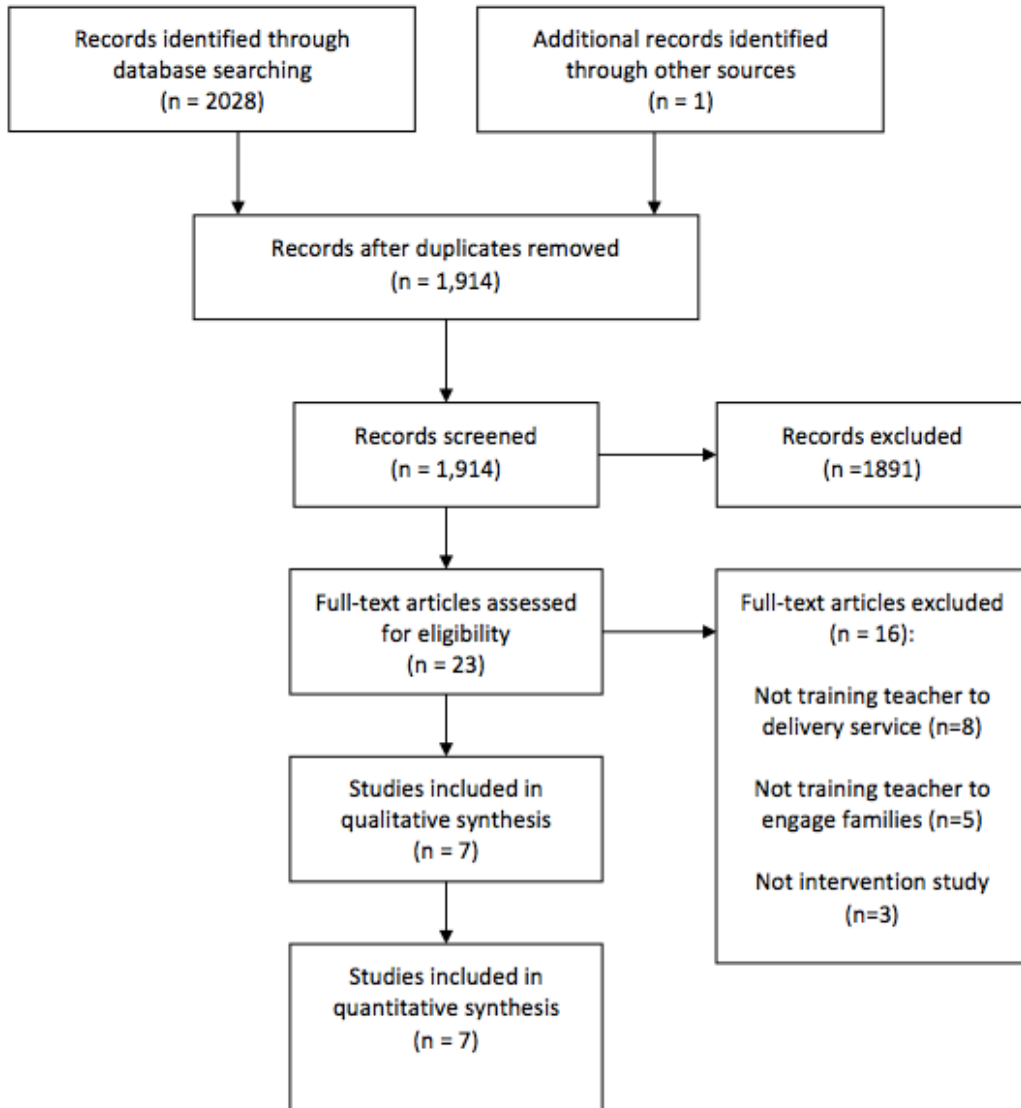 Records identified through
database searching
(n = 2028)
Additional records identified
through other sources
(n = 1)
Records after duplicates removed
(n = 1,914)
Records screened
(n = 1,914)
Records excluded
(n =1891)
Full-text articles assessed
for eligibility
(n = 23)
Full-text articles excluded
(n = 16):
Not training teacher to
delivery service (n=8)
Not training teacher to
engage families (n=5)
Not intervention study
(n=3)
Studies included in
qualitative synthesis
(n = 7)
Studies included in
quantitative synthesis
(n = 7)